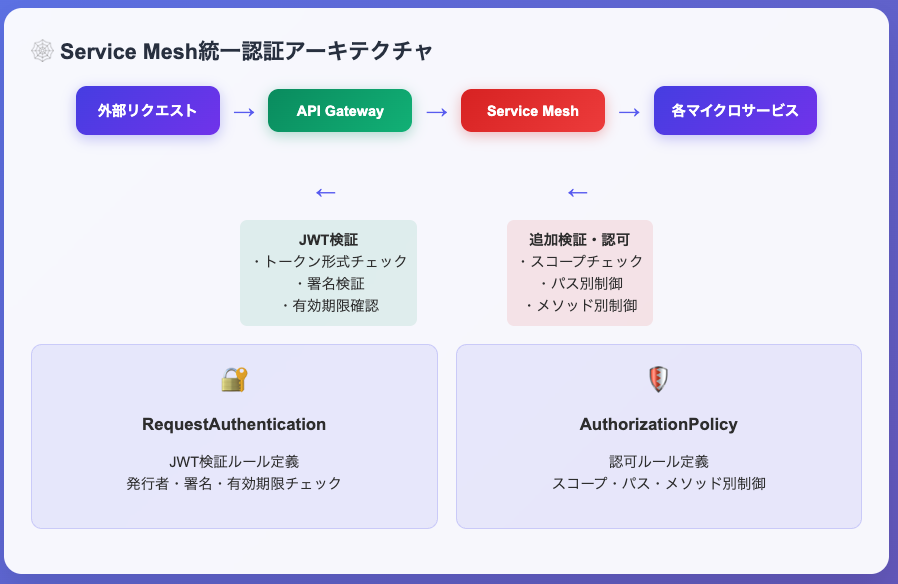 Service Mesh統一認証アーキテクチャ
外部リクエスト → API Gateway → Service Mesh → 各マイクロサービス
← ←
JWT検証
・トークン形式チェック
・署名検証
・有効期限確認
追加検証・認可
・スコープチェック
・パス別制御
・メソッド別制御
RequestAuthentication
JWT検証ルール定義
発行者・署名・有効期限チェック
AuthorizationPolicy
認可ルール定義
スコープ・パス・メソッド別制御